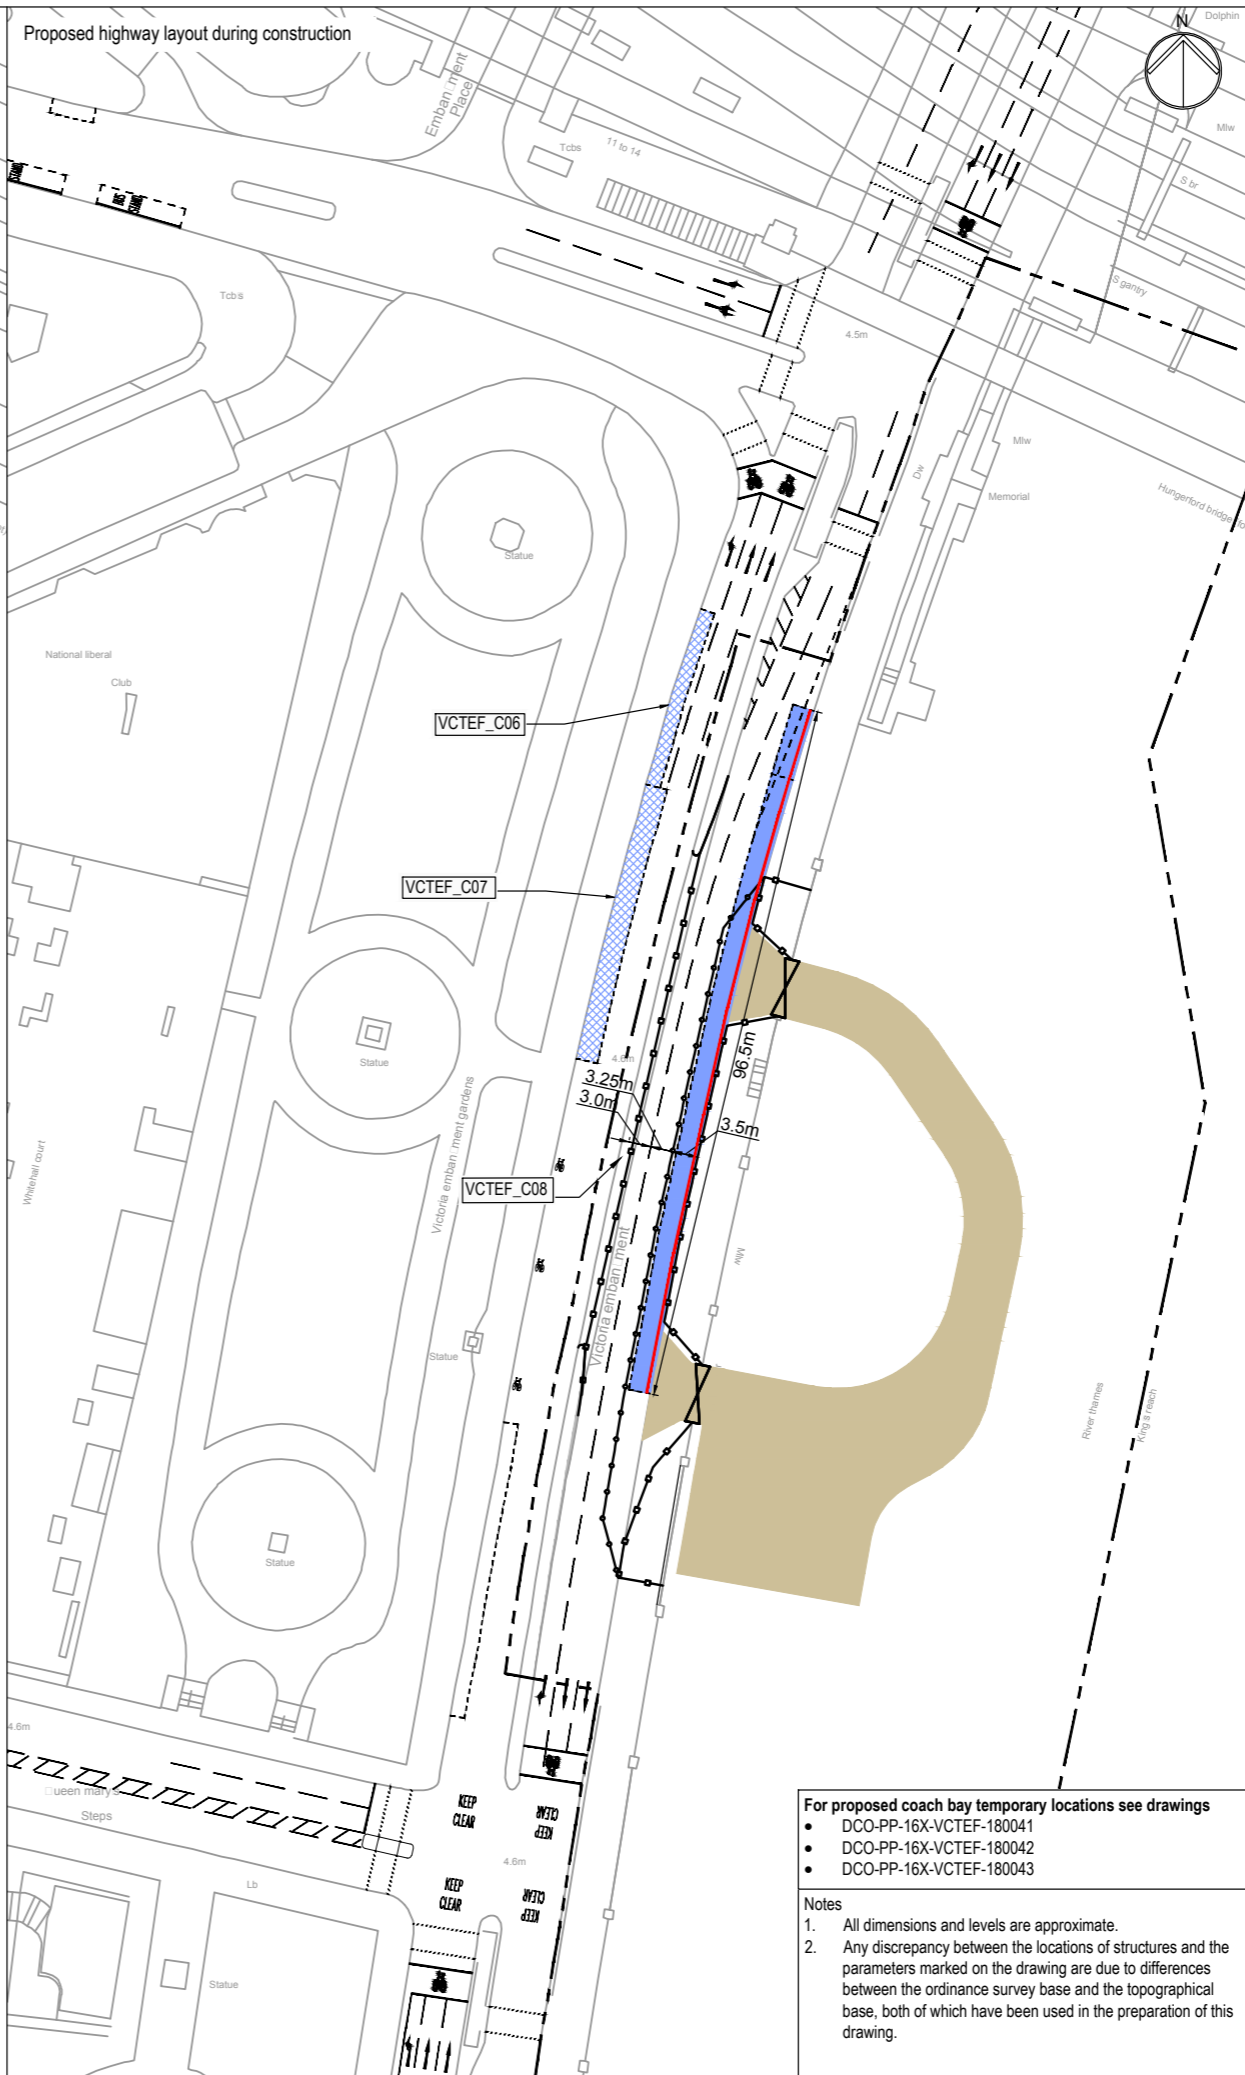 Proposed highway layout during construction
N
Dolphin
Emban□ment
Place
Tcbs
11 to 14
Mlw
S br
BUS
STAND
Tcbs
S gantry
4.5m
Mlw
Dw
Memorial
Statue
National liberal
Club
VCTEF_C06
VCTEF_C07
96.5m
Statue
4.6m
3.25m
3.0m
3.5m
Victoria emban□ment gardens
Whitehall court
VCTEF_C08
Mlw
Victoria emban□ment
Statue
River thames
King s reach
Statue
4.6m
□ueen mary s
Steps
KEEP
CLEAR
KEEP
CLEAR
4.6m
KEEP
CLEAR
KEEP
CLEAR
Lb
Statue
For proposed coach bay temporary locations see drawings
• DCO-PP-16X-VCTEF-180041
• DCO-PP-16X-VCTEF-180042
• DCO-PP-16X-VCTEF-180043
Notes
1. All dimensions and levels are approximate.
2. Any discrepancy between the locations of structures and the
parameters marked on the drawing are due to differences
between the ordinance survey base and the topographical
base, both of which have been used in the preparation of this
drawing.
Hungerford bridge